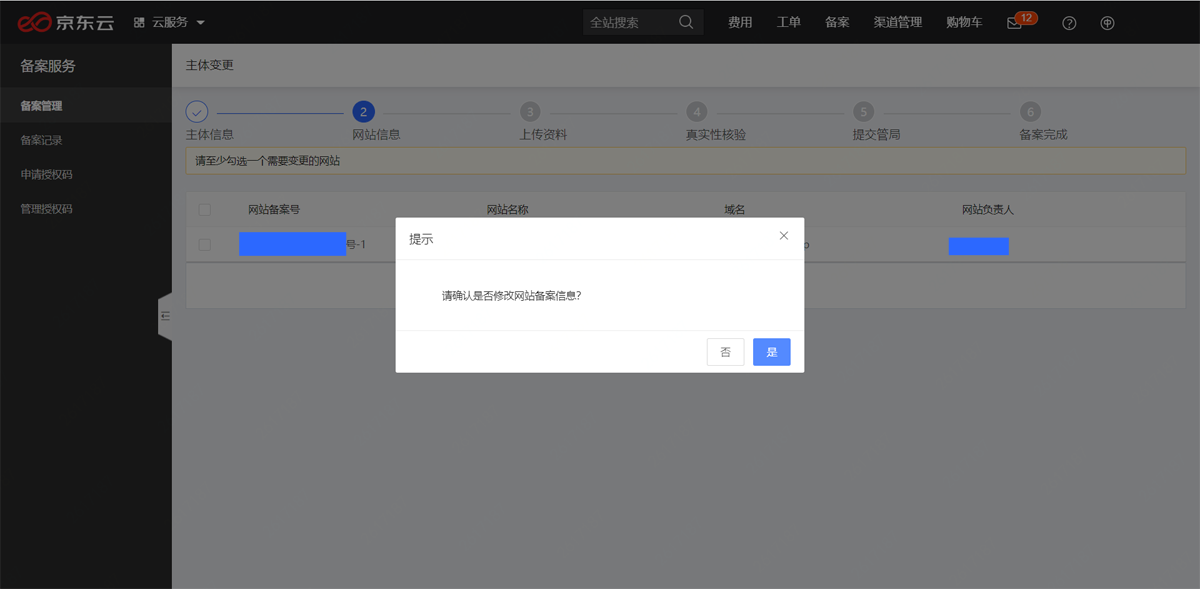 京东云 云服务 全站搜索 费用 工单 备案 渠道管理 购物车 12
备案服务
主体变更
备案管理
备案记录
申请授权码
管理授权码
2 3 4 5 6
主体信息 网站信息 上传资料 真实性核验 提交管局 备案完成
请至少勾选一个需要变更的网站
网站备案号 网站名称 域名 网站负责人
号-1
提示
请确认是否修改网站备案信息?
否 是